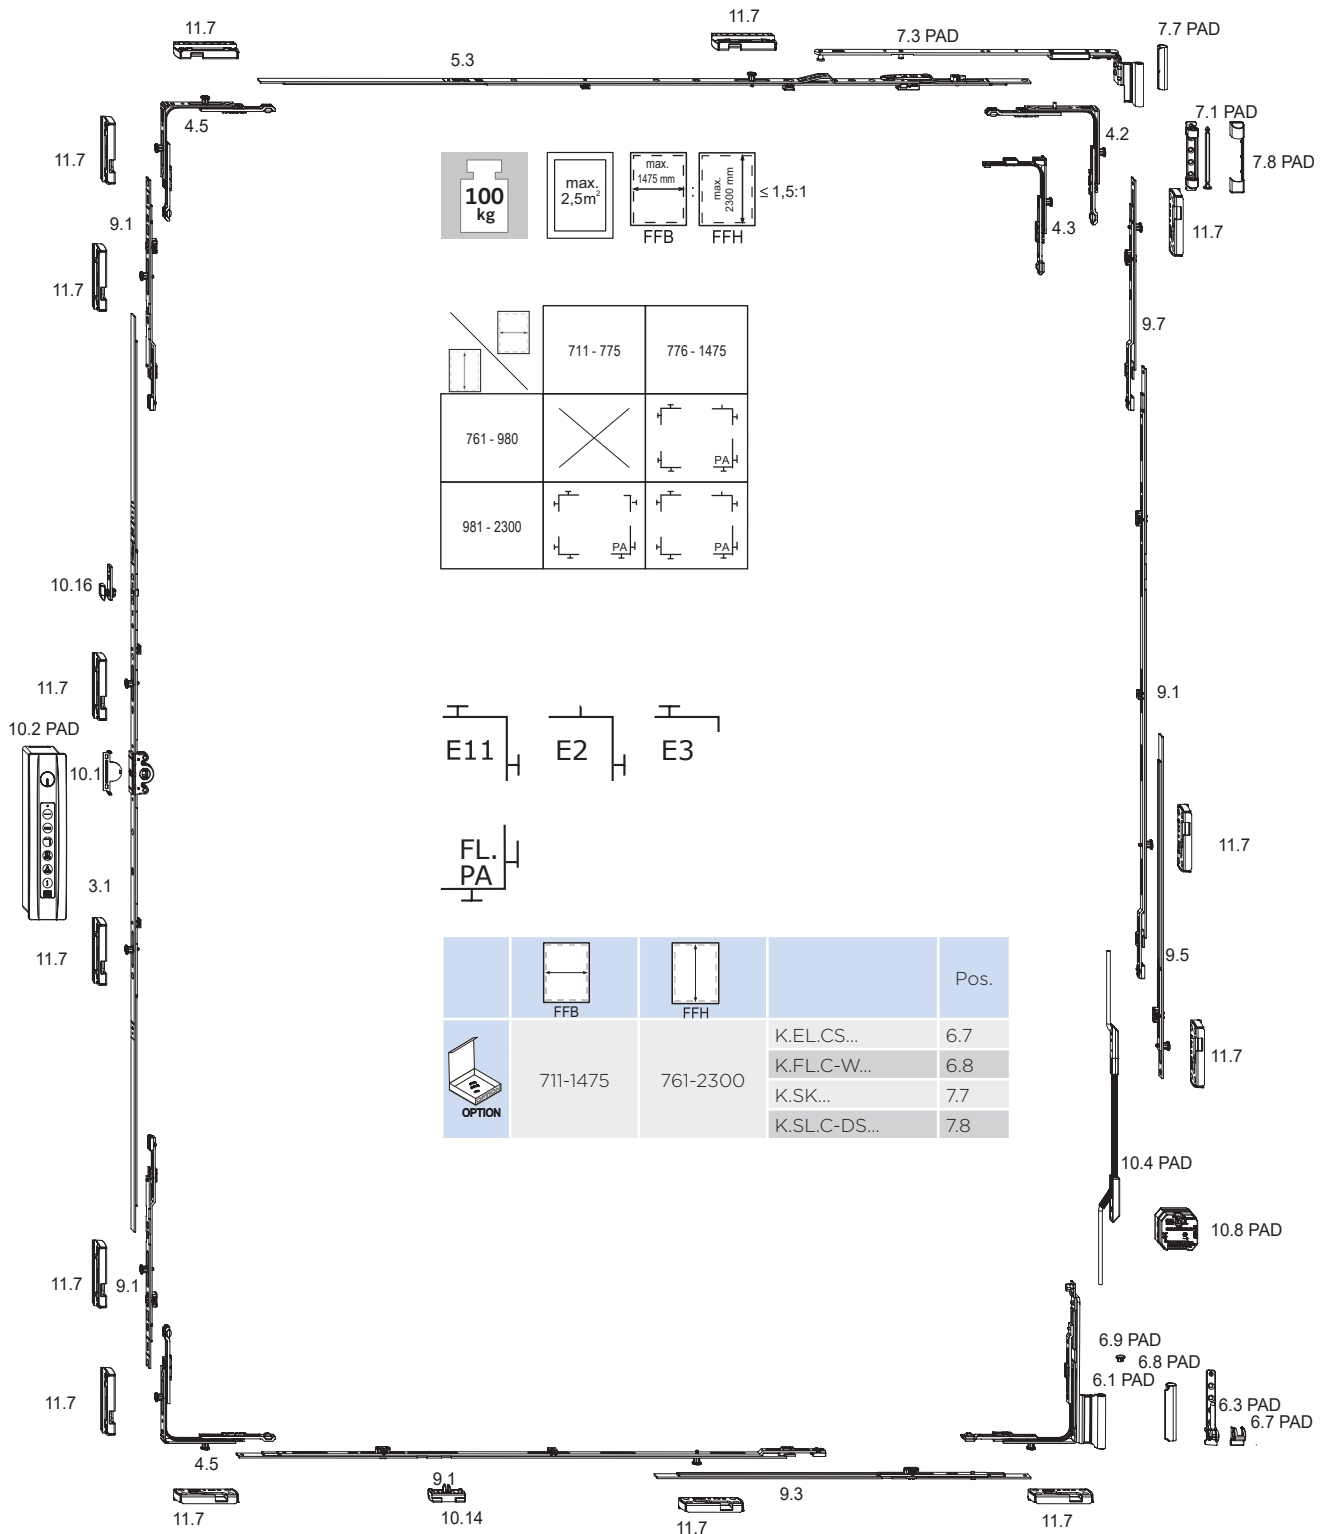 11.7
11.7
7.3 PAD
7.7 PAD
5.3
4.5
4.2
7.1 PAD
7.8 PAD
11.7
9.1
11.7
100
kg
max.
2,5m²
max.
1475 mm
FFB
:
max.
2300 mm
FFH
≤ 1,5:1
4.3
11.7
9.7
711 - 775
776 - 1475
761 - 980
PA
981 - 2300
PA
PA
10.16
11.7
10.2 PAD
10.1
3.1
11.7
E11
E2
E3
FL.
PA
9.1
11.7
9.5
11.7
FFB
FFH
Pos.
OPTION
711-1475
761-2300
K.EL.CS...
6.7
K.FL.C-W...
6.8
K.SK...
7.7
K.SL.C-DS...
7.8
10.4 PAD
10.8 PAD
11.7
9.1
11.7
6.9 PAD
6.8 PAD
6.1 PAD
6.3 PAD
6.7 PAD
4.5
9.1
9.3
11.7
10.14
11.7
11.7